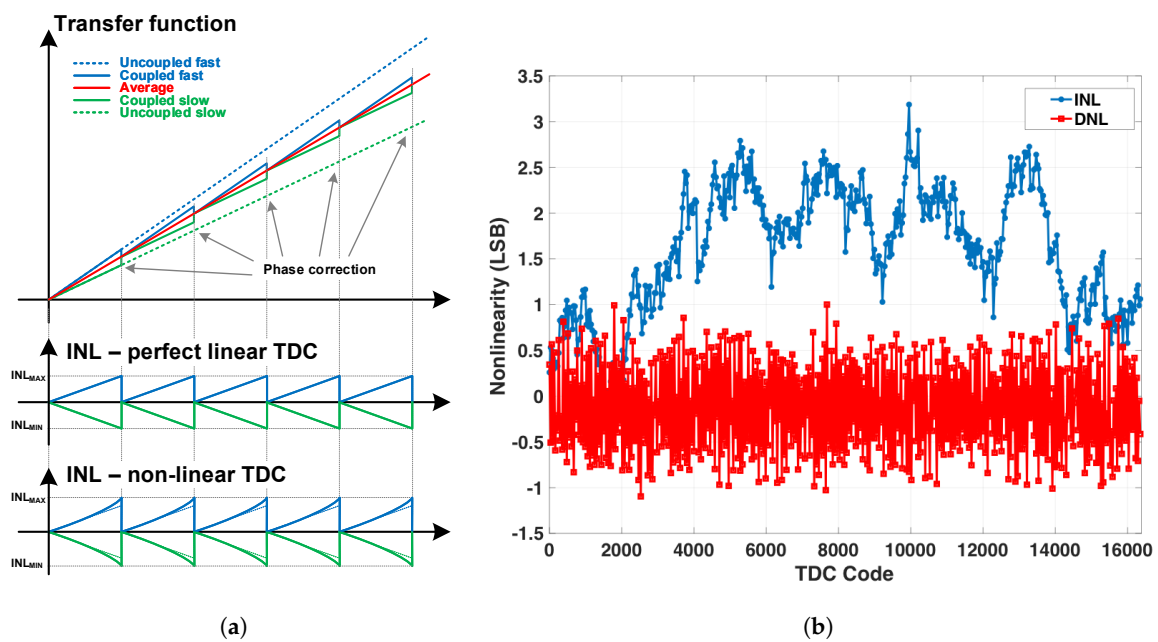 Transfer function
Uncoupled fast
Coupled fast
Average
Coupled slow
Uncoupled slow
Phase correction
INL – perfect linear TDC
INLMAX
INLMIN
INL – non-linear TDC
INLMAX
INLMIN
(a)
3.5
3
2.5
2
1.5
1
0.5
0
-0.5
-1
-1.5
Nonlinearity (LSB)
INL
DNL
0 2000 4000 6000 8000 10000 12000 14000 16000
TDC Code
(b)